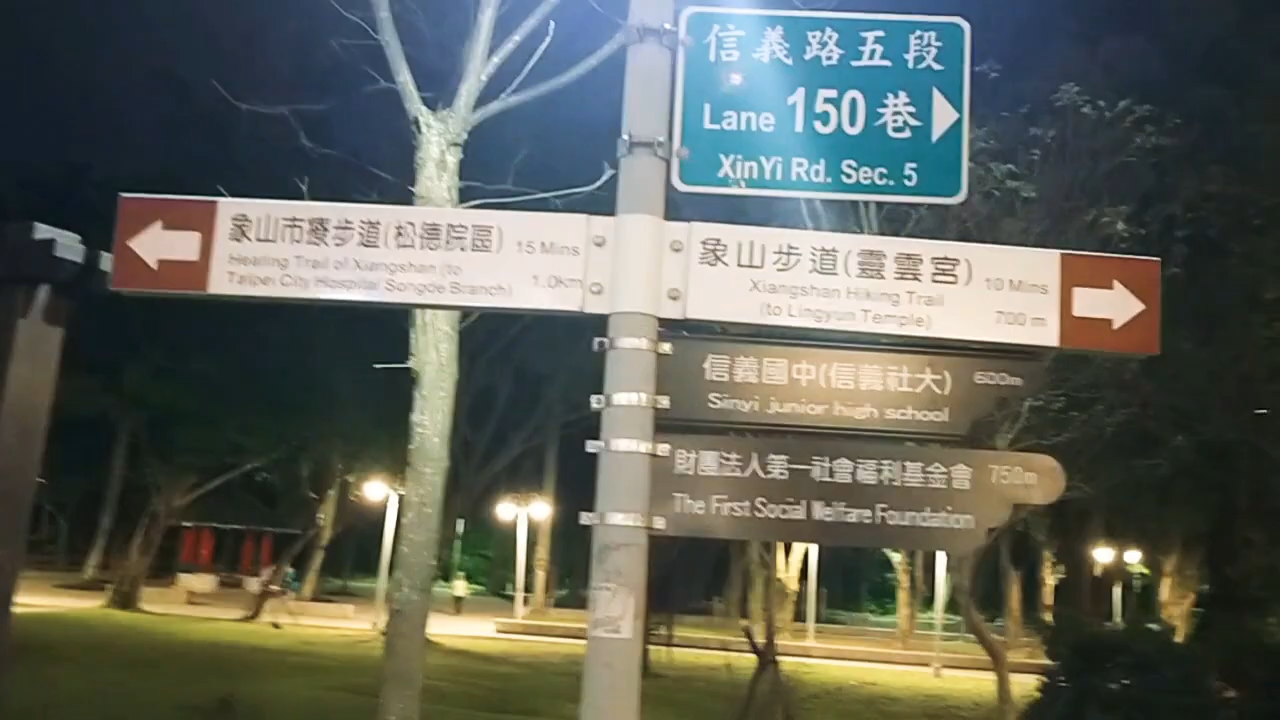 信義路五段
Lane 150 巷
XinYi Rd. Sec. 5
象山市療步道(松德院區) 15 Mins
Healing Trail of Xiangshan (to
Taipei City Hospital Songde Branch) 1.0km
象山步道(靈雲宮) 10 Mins
Xiangshan Hiking Trail
(to Lingyun Temple) 700 m
信義國中(信義社大) 600m
Sinyi junior high school
財團法人第一社會福利基金會 750m
The First Social Welfare Foundation